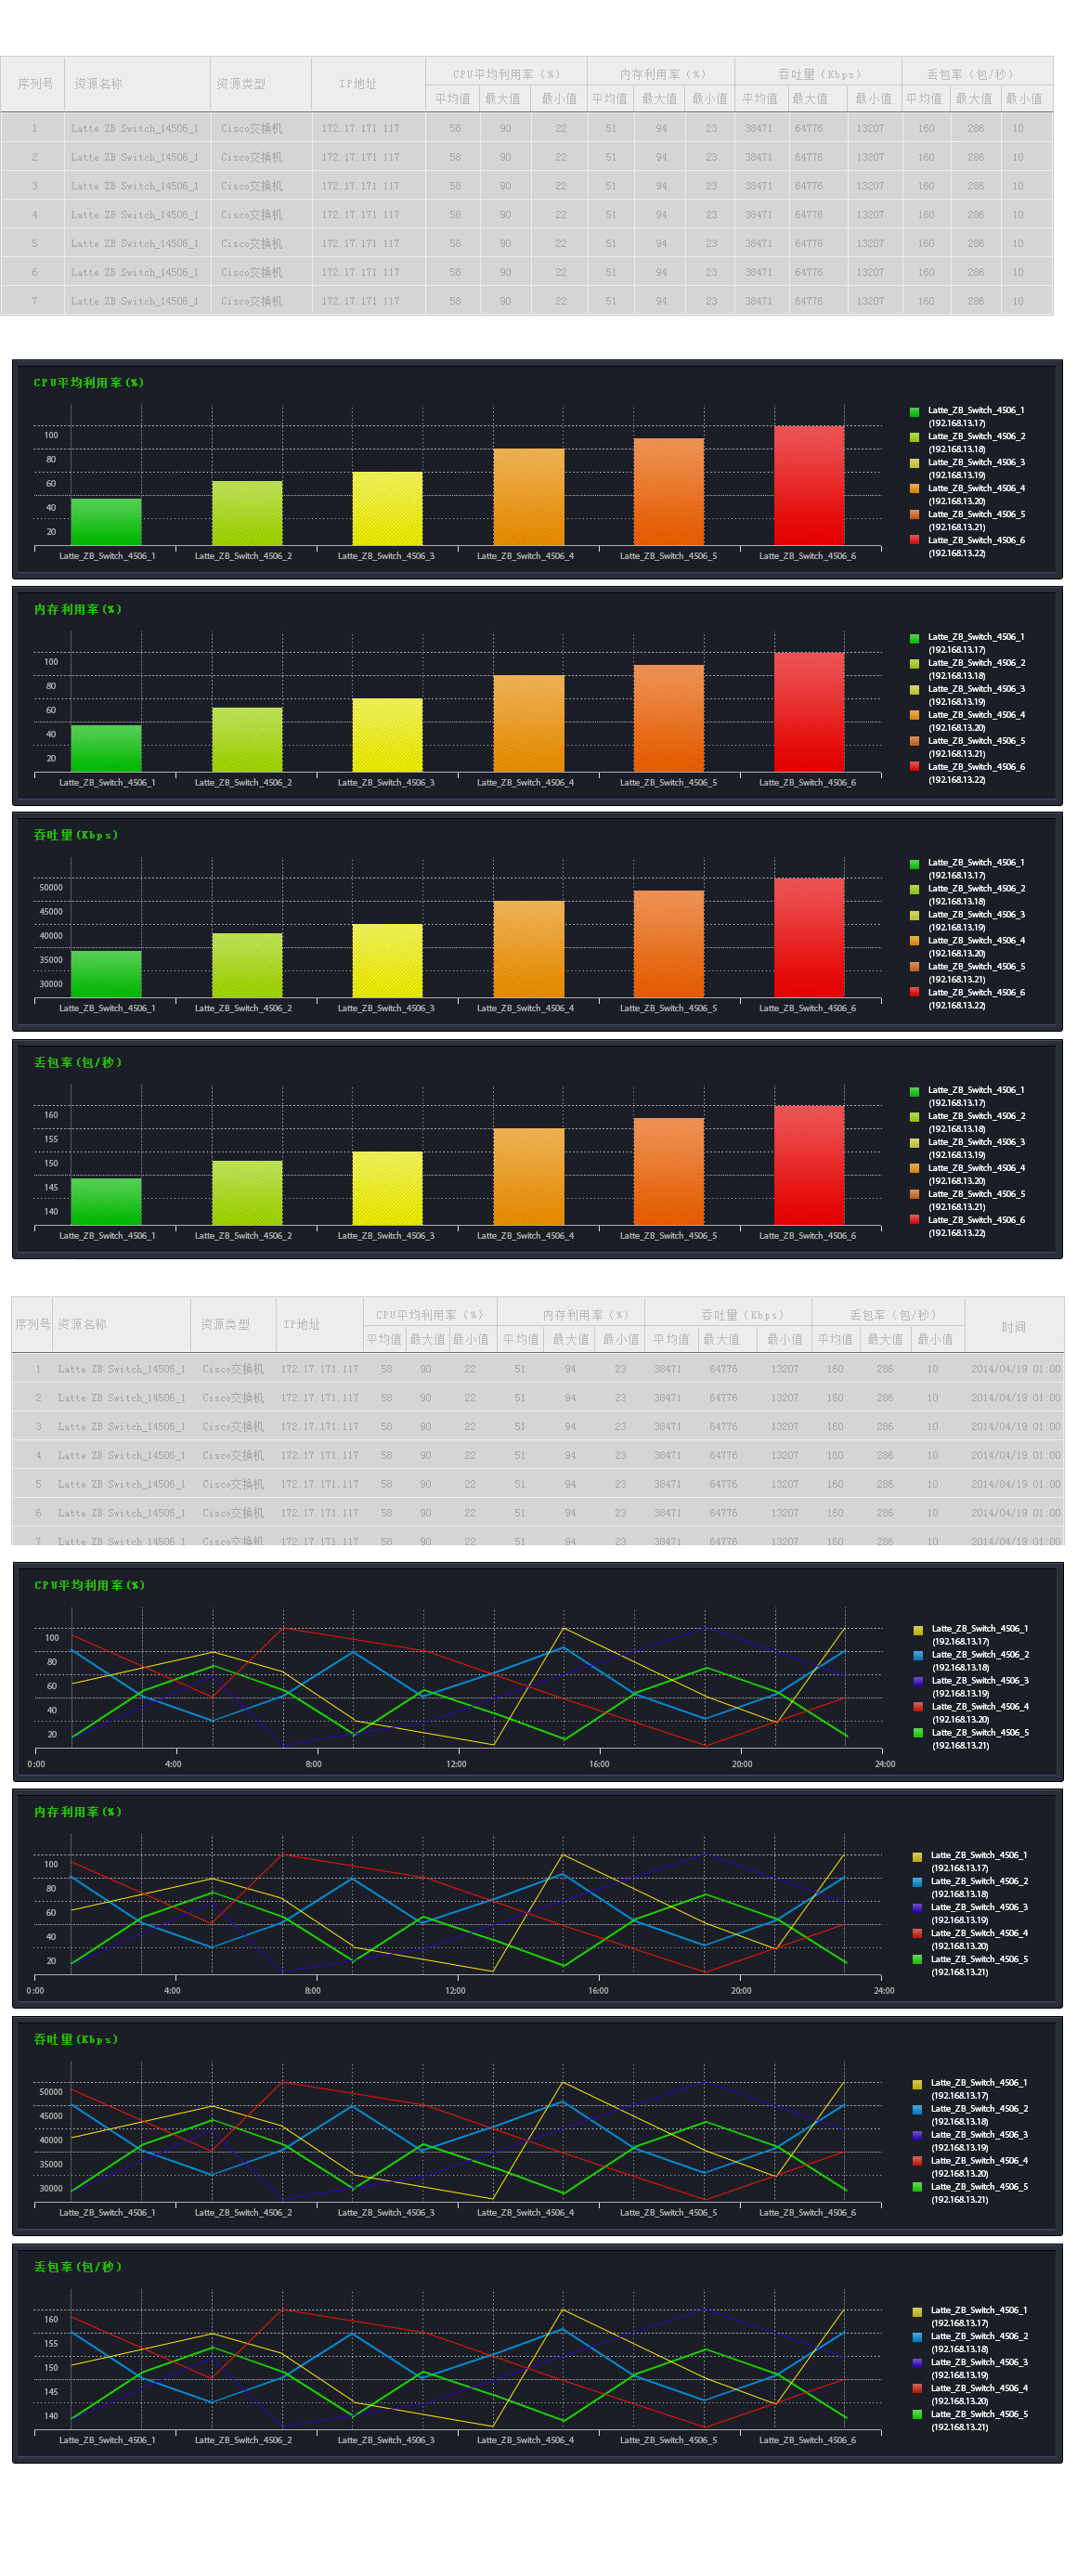 序列号 资源名称 资源类型 IP地址 CPU平均利用率（%） 内存利用率（%） 吞吐量（Kbps） 丢包率（包/秒）
平均值 最大值 最小值 平均值 最大值 最小值 平均值 最大值 最小值 平均值 最大值 最小值
1 Latte ZB Switch_14506_1 Cisco交换机 172.17.171.117 58 90 22 51 94 23 38471 64776 13207 160 286 10
2 Latte ZB Switch_14506_1 Cisco交换机 172.17.171.117 58 90 22 51 94 23 38471 64776 13207 160 286 10
3 Latte ZB Switch_14506_1 Cisco交换机 172.17.171.117 58 90 22 51 94 23 38471 64776 13207 160 286 10
4 Latte ZB Switch_14506_1 Cisco交换机 172.17.171.117 58 90 22 51 94 23 38471 64776 13207 160 286 10
5 Latte ZB Switch_14506_1 Cisco交换机 172.17.171.117 58 90 22 51 94 23 38471 64776 13207 160 286 10
6 Latte ZB Switch_14506_1 Cisco交换机 172.17.171.117 58 90 22 51 94 23 38471 64776 13207 160 286 10
7 Latte ZB Switch_14506_1 Cisco交换机 172.17.171.117 58 90 22 51 94 23 38471 64776 13207 160 286 10
CPU平均利用率(%)
100
80
60
40
20
Latte_ZB_Switch_4506_1 Latte_ZB_Switch_4506_2 Latte_ZB_Switch_4506_3 Latte_ZB_Switch_4506_4 Latte_ZB_Switch_4506_5 Latte_ZB_Switch_4506_6
Latte_ZB_Switch_4506_1
(192.168.13.17)
Latte_ZB_Switch_4506_2
(192.168.13.18)
Latte_ZB_Switch_4506_3
(192.168.13.19)
Latte_ZB_Switch_4506_4
(192.168.13.20)
Latte_ZB_Switch_4506_5
(192.168.13.21)
Latte_ZB_Switch_4506_6
(192.168.13.22)
内存利用率(%)
100
80
60
40
20
Latte_ZB_Switch_4506_1 Latte_ZB_Switch_4506_2 Latte_ZB_Switch_4506_3 Latte_ZB_Switch_4506_4 Latte_ZB_Switch_4506_5 Latte_ZB_Switch_4506_6
Latte_ZB_Switch_4506_1
(192.168.13.17)
Latte_ZB_Switch_4506_2
(192.168.13.18)
Latte_ZB_Switch_4506_3
(192.168.13.19)
Latte_ZB_Switch_4506_4
(192.168.13.20)
Latte_ZB_Switch_4506_5
(192.168.13.21)
Latte_ZB_Switch_4506_6
(192.168.13.22)
吞吐量(Kbps)
50000
45000
40000
35000
30000
Latte_ZB_Switch_4506_1 Latte_ZB_Switch_4506_2 Latte_ZB_Switch_4506_3 Latte_ZB_Switch_4506_4 Latte_ZB_Switch_4506_5 Latte_ZB_Switch_4506_6
Latte_ZB_Switch_4506_1
(192.168.13.17)
Latte_ZB_Switch_4506_2
(192.168.13.18)
Latte_ZB_Switch_4506_3
(192.168.13.19)
Latte_ZB_Switch_4506_4
(192.168.13.20)
Latte_ZB_Switch_4506_5
(192.168.13.21)
Latte_ZB_Switch_4506_6
(192.168.13.22)
丢包率(包/秒)
160
155
150
145
140
Latte_ZB_Switch_4506_1 Latte_ZB_Switch_4506_2 Latte_ZB_Switch_4506_3 Latte_ZB_Switch_4506_4 Latte_ZB_Switch_4506_5 Latte_ZB_Switch_4506_6
Latte_ZB_Switch_4506_1
(192.168.13.17)
Latte_ZB_Switch_4506_2
(192.168.13.18)
Latte_ZB_Switch_4506_3
(192.168.13.19)
Latte_ZB_Switch_4506_4
(192.168.13.20)
Latte_ZB_Switch_4506_5
(192.168.13.21)
Latte_ZB_Switch_4506_6
(192.168.13.22)
序列号 资源名称 资源类型 IP地址 CPU平均利用率（%） 内存利用率（%） 吞吐量（Kbps） 丢包率（包/秒） 时间
平均值 最大值 最小值 平均值 最大值 最小值 平均值 最大值 最小值 平均值 最大值 最小值
1 Latte ZB Switch_14506_1 Cisco交换机 172.17.171.117 58 90 22 51 94 23 38471 64776 13207 160 286 10 2014/04/19 01:00
2 Latte ZB Switch_14506_1 Cisco交换机 172.17.171.117 58 90 22 51 94 23 38471 64776 13207 160 286 10 2014/04/19 01:00
3 Latte ZB Switch_14506_1 Cisco交换机 172.17.171.117 58 90 22 51 94 23 38471 64776 13207 160 286 10 2014/04/19 01:00
4 Latte ZB Switch_14506_1 Cisco交换机 172.17.171.117 58 90 22 51 94 23 38471 64776 13207 160 286 10 2014/04/19 01:00
5 Latte ZB Switch_14506_1 Cisco交换机 172.17.171.117 58 90 22 51 94 23 38471 64776 13207 160 286 10 2014/04/19 01:00
6 Latte ZB Switch_14506_1 Cisco交换机 172.17.171.117 58 90 22 51 94 23 38471 64776 13207 160 286 10 2014/04/19 01:00
7 Latte ZB Switch_14506_1 Cisco交换机 172.17.171.117 58 90 22 51 94 23 38471 64776 13207 160 286 10 2014/04/19 01:00
CPU平均利用率(%)
100
80
60
40
20
0:00 4:00 8:00 12:00 16:00 20:00 24:00
Latte_ZB_Switch_4506_1
(192.168.13.17)
Latte_ZB_Switch_4506_2
(192.168.13.18)
Latte_ZB_Switch_4506_3
(192.168.13.19)
Latte_ZB_Switch_4506_4
(192.168.13.20)
Latte_ZB_Switch_4506_5
(192.168.13.21)
内存利用率(%)
100
80
60
40
20
0:00 4:00 8:00 12:00 16:00 20:00 24:00
Latte_ZB_Switch_4506_1
(192.168.13.17)
Latte_ZB_Switch_4506_2
(192.168.13.18)
Latte_ZB_Switch_4506_3
(192.168.13.19)
Latte_ZB_Switch_4506_4
(192.168.13.20)
Latte_ZB_Switch_4506_5
(192.168.13.21)
吞吐量(Kbps)
50000
45000
40000
35000
30000
Latte_ZB_Switch_4506_1 Latte_ZB_Switch_4506_2 Latte_ZB_Switch_4506_3 Latte_ZB_Switch_4506_4 Latte_ZB_Switch_4506_5 Latte_ZB_Switch_4506_6
Latte_ZB_Switch_4506_1
(192.168.13.17)
Latte_ZB_Switch_4506_2
(192.168.13.18)
Latte_ZB_Switch_4506_3
(192.168.13.19)
Latte_ZB_Switch_4506_4
(192.168.13.20)
Latte_ZB_Switch_4506_5
(192.168.13.21)
丢包率(包/秒)
160
155
150
145
140
Latte_ZB_Switch_4506_1 Latte_ZB_Switch_4506_2 Latte_ZB_Switch_4506_3 Latte_ZB_Switch_4506_4 Latte_ZB_Switch_4506_5 Latte_ZB_Switch_4506_6
Latte_ZB_Switch_4506_1
(192.168.13.17)
Latte_ZB_Switch_4506_2
(192.168.13.18)
Latte_ZB_Switch_4506_3
(192.168.13.19)
Latte_ZB_Switch_4506_4
(192.168.13.20)
Latte_ZB_Switch_4506_5
(192.168.13.21)